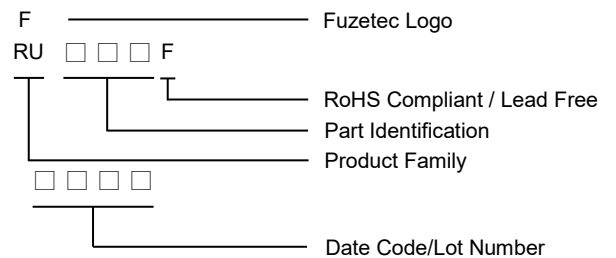 F Fuzetec Logo
RU □ □ □ F
RoHS Compliant / Lead Free
Part Identification
Product Family
□ □ □ □
Date Code/Lot Number